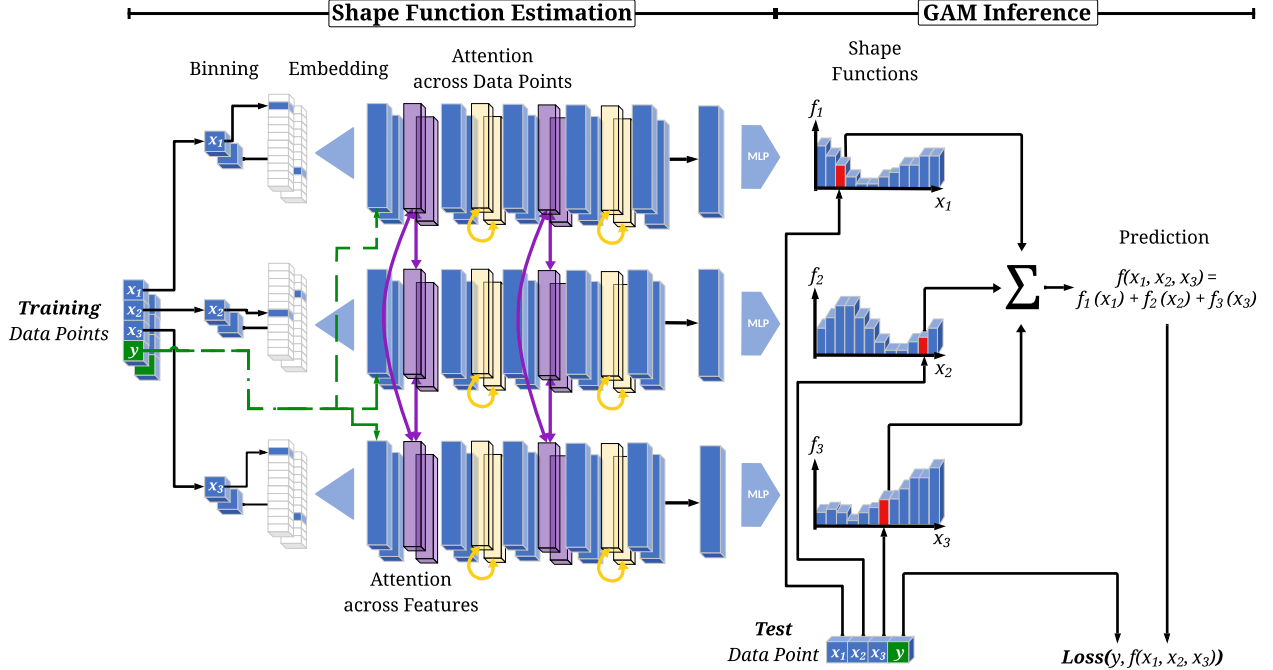 Shape Function Estimation
GAM Inference
Binning
Embedding
Attention
across Data Points
Shape
Functions
x1
MLP
f1
x1
Training
Data Points
x1
x2
x3
y
x2
MLP
f2
x2
Σ
Prediction
f(x1, x2, x3) =
f1(x1) + f2(x2) + f3(x3)
x3
MLP
f3
x3
Attention
across Features
Test
Data Point
x1 x2 x3 y
Loss(y, f(x1, x2, x3))